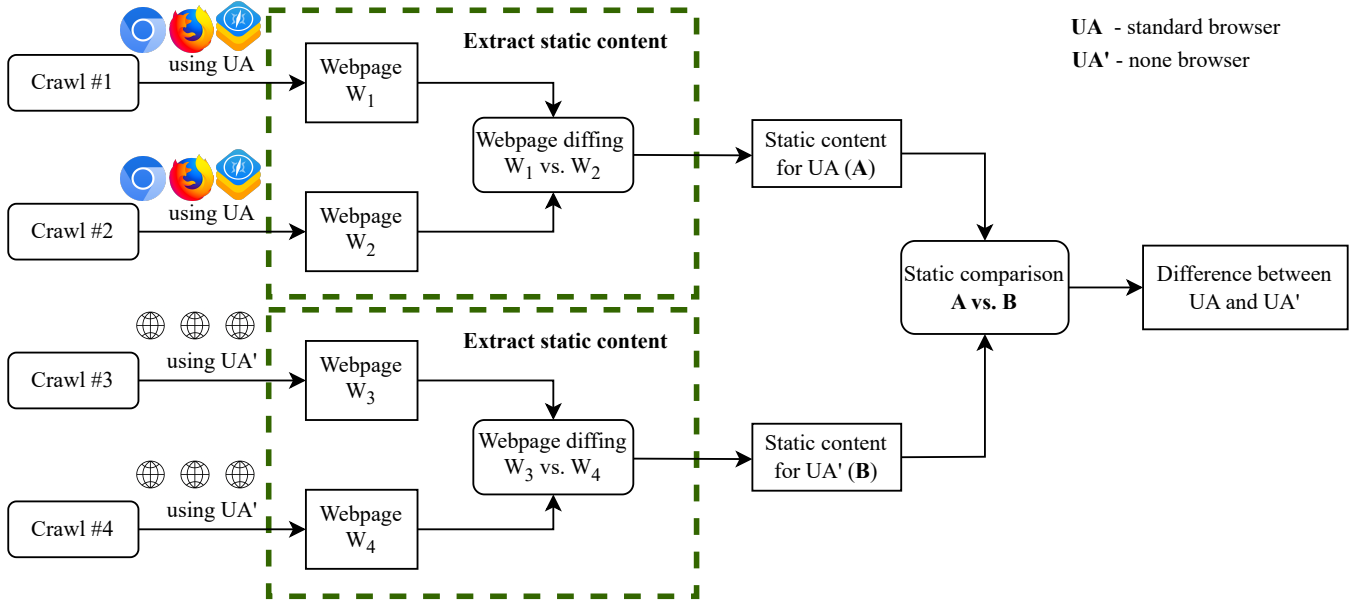 UA - standard browser
UA' - none browser
Extract static content
Crawl #1
using UA
Webpage
W1
Webpage diffing
W1 vs. W2
Static content
for UA (A)
Crawl #2
using UA
Webpage
W2
Static comparison
A vs. B
Difference between
UA and UA'
Extract static content
Crawl #3
using UA'
Webpage
W3
Webpage diffing
W3 vs. W4
Static content
for UA' (B)
Crawl #4
using UA'
Webpage
W4